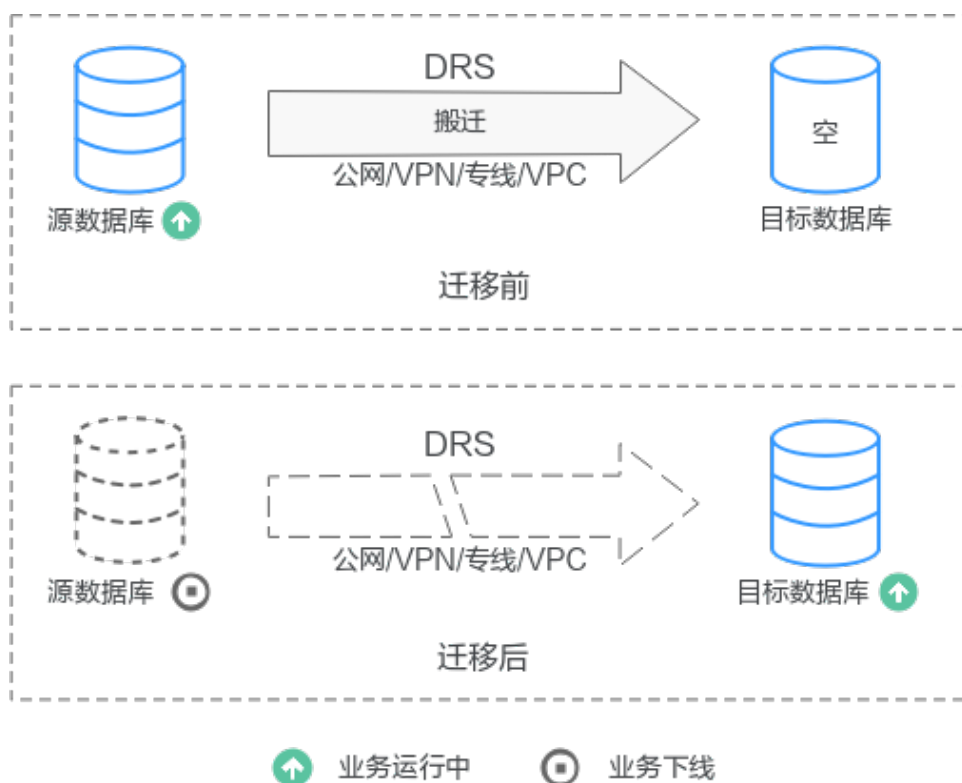 DRS
搬迁
空
公网/VPN/专线/VPC
源数据库
目标数据库
迁移前
DRS
公网/VPN/专线/VPC
源数据库
目标数据库
迁移后
业务运行中
业务下线